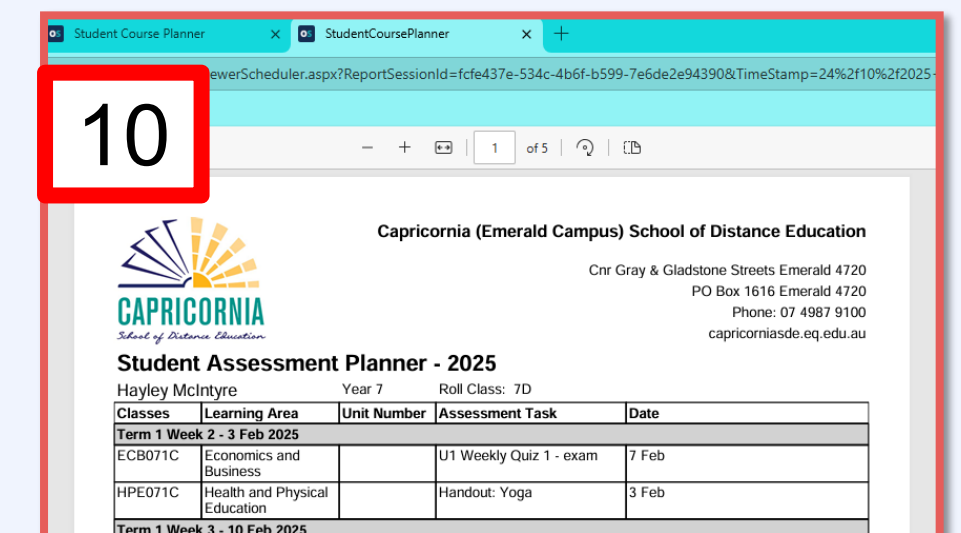 Student Course Planner
StudentCoursePlanner
ewerScheduler.aspx?ReportSessionId=fcfe437e-534c-4b6f-b599-7e6de2e94390&TimeStamp=24%2f10%2f2025-
10
1 of 5
CAPRICORNIA
School of Distance Education
Capricornia (Emerald Campus) School of Distance Education
Cnr Gray & Gladstone Streets Emerald 4720
PO Box 1616 Emerald 4720
Phone: 07 4987 9100
capricorniasde.eq.edu.au
Student Assessment Planner - 2025
Hayley McIntyre Year 7 Roll Class: 7D
Classes Learning Area Unit Number Assessment Task Date
Term 1 Week 2 - 3 Feb 2025
ECB071C Economics and U1 Weekly Quiz 1 - exam 7 Feb
Business
HPE071C Health and Physical Handout: Yoga 3 Feb
Education
Term 1 Week 3 - 10 Feb 2025